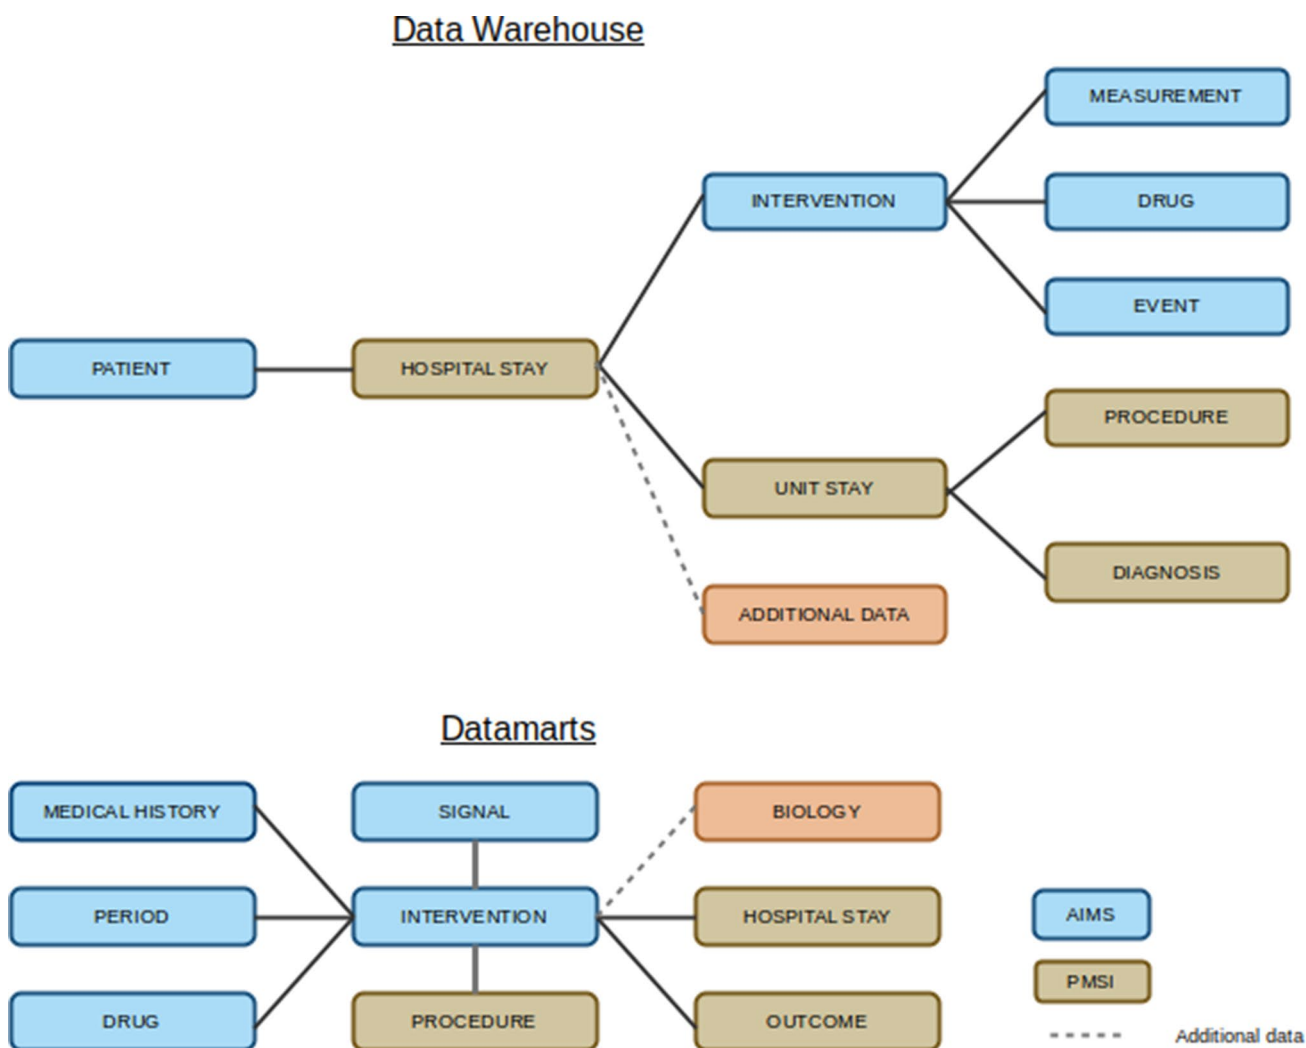 Data Warehouse
MEASUREMENT
INTERVENTION
DRUG
EVENT
PATIENT
HOSPITAL STAY
PROCEDURE
UNIT STAY
DIAGNOSIS
ADDITIONAL DATA
Datamarts
MEDICAL HISTORY
SIGNAL
BIOLOGY
PERIOD
INTERVENTION
HOSPITAL STAY
AIMS
PMSI
DRUG
PROCEDURE
OUTCOME
Additional data